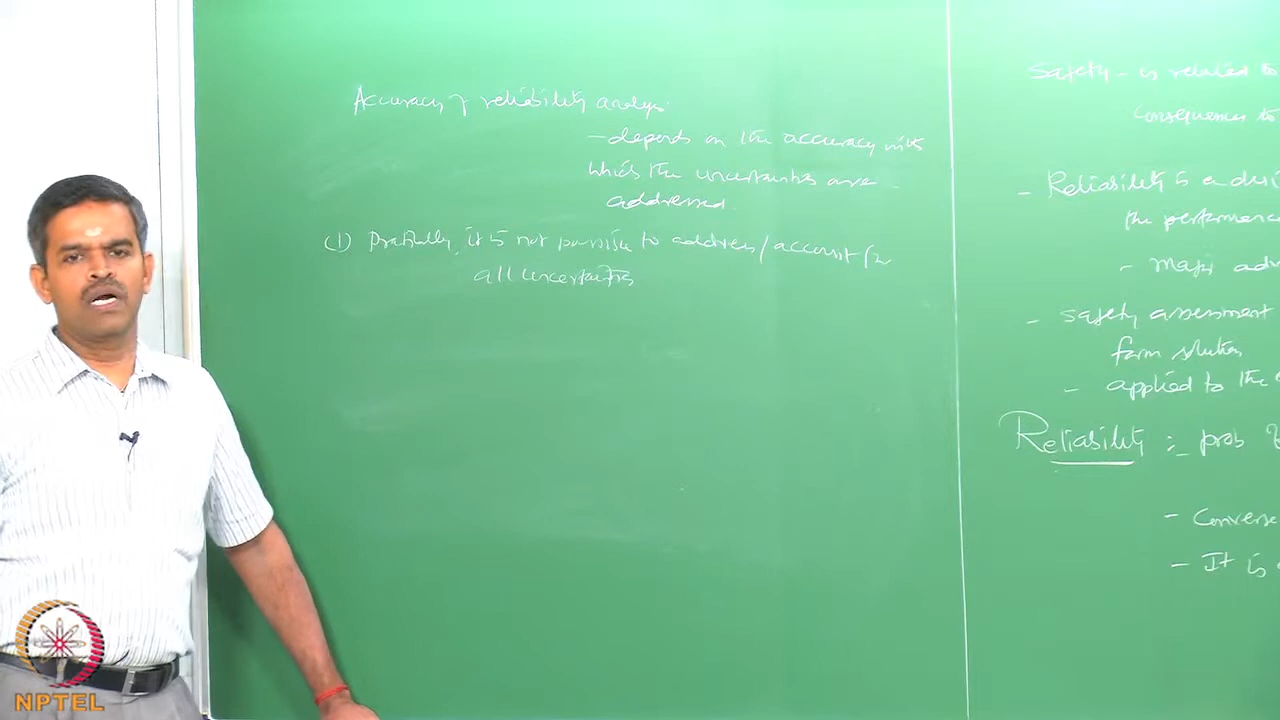 Accuracy of reliability analysis
- depends on the accuracy with
which the uncertainties are
addressed.
(1) Practically, it is not possible to address/account for
all uncertainties
Safety - is related to
consequences to
- Reliability is a
the performance
- major
- safety assessment
form solution
- applied to the
Reliability :- prob
-
- It is
NPTEL